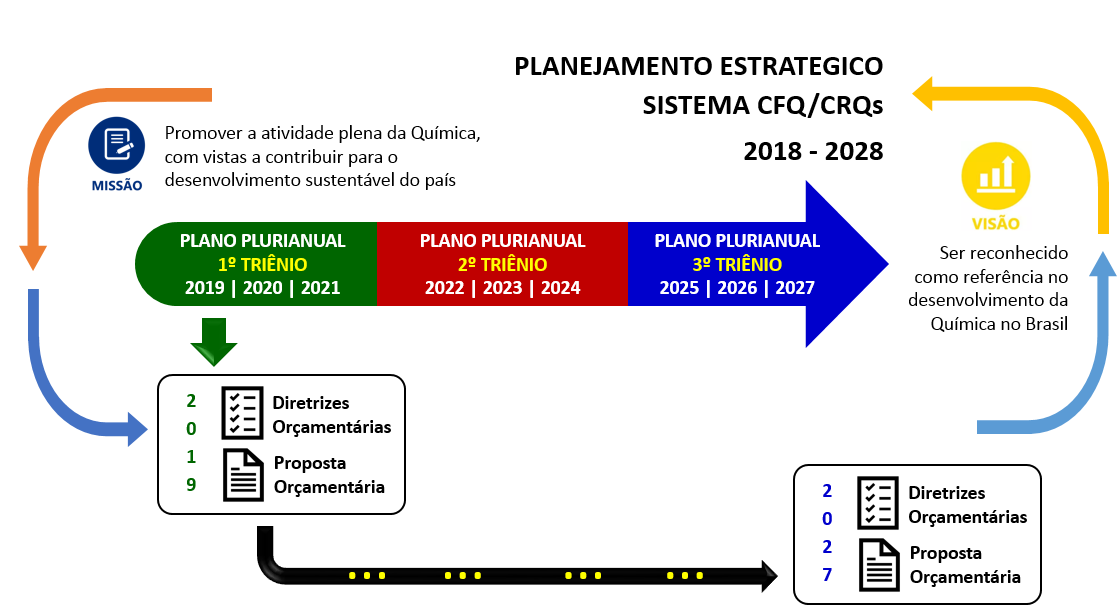 PLANEJAMENTO ESTRATEGICO
SISTEMA CFQ/CRQs
2018 - 2028
MISSÃO
Promover a atividade plena da Química,
com vistas a contribuir para o
desenvolvimento sustentável do país
VISÃO
Ser reconhecido
como referência no
desenvolvimento da
Química no Brasil
PLANO PLURIANUAL
1º TRIÊNIO
2019 | 2020 | 2021
PLANO PLURIANUAL
2º TRIÊNIO
2022 | 2023 | 2024
PLANO PLURIANUAL
3º TRIÊNIO
2025 | 2026 | 2027
2
0
1
9
Diretrizes
Orçamentárias
Proposta
Orçamentária
2
0
2
7
Diretrizes
Orçamentárias
Proposta
Orçamentária